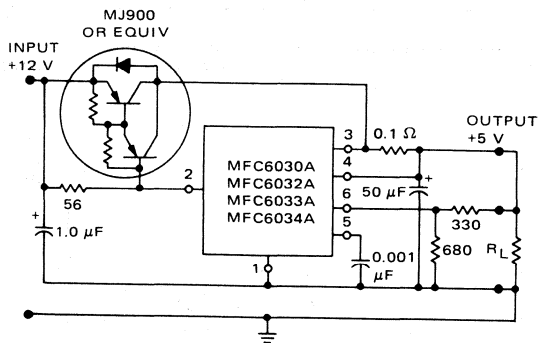 MJ900
OR EQUIV
INPUT
+12 V
OUTPUT
+5 V
3
0.1 Ω
4
2
MFC6030A
MFC6032A
MFC6033A
MFC6034A
+
50 μF
6
56
330
5
+
1.0 μF
680
R_L
0.001
μF
1